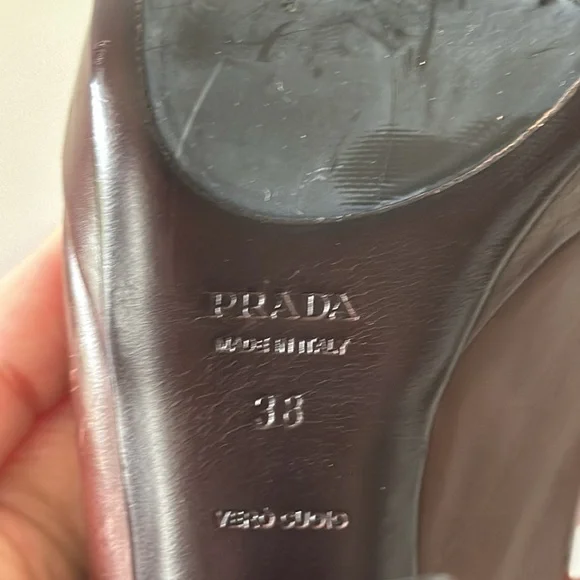 PRADA
MADE IN ITALY
38
VERO CUOIO